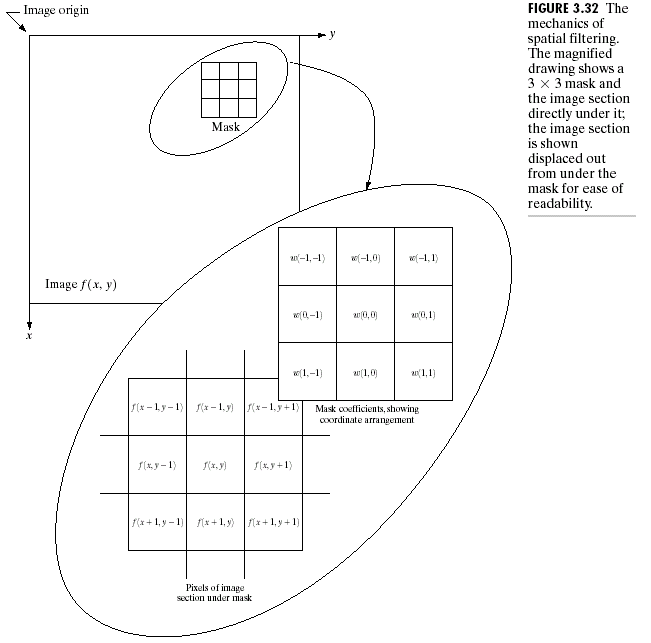 Image origin
y
Mask
Image f(x, y)
x
w(−1,−1) w(−1,0) w(−1,1)
w(0,−1) w(0,0) w(0,1)
w(1,−1) w(1,0) w(1,1)
Mask coefficients, showing
coordinate arrangement
f(x − 1, y − 1) f(x − 1, y) f(x − 1, y + 1)
f(x, y − 1) f(x, y) f(x, y + 1)
f(x + 1, y − 1) f(x + 1, y) f(x + 1, y + 1)
Pixels of image
section under mask
FIGURE 3.32 The
mechanics of
spatial filtering.
The magnified
drawing shows a
3 × 3 mask and
the image section
directly under it;
the image section
is shown
displaced out
from under the
mask for ease of
readability.